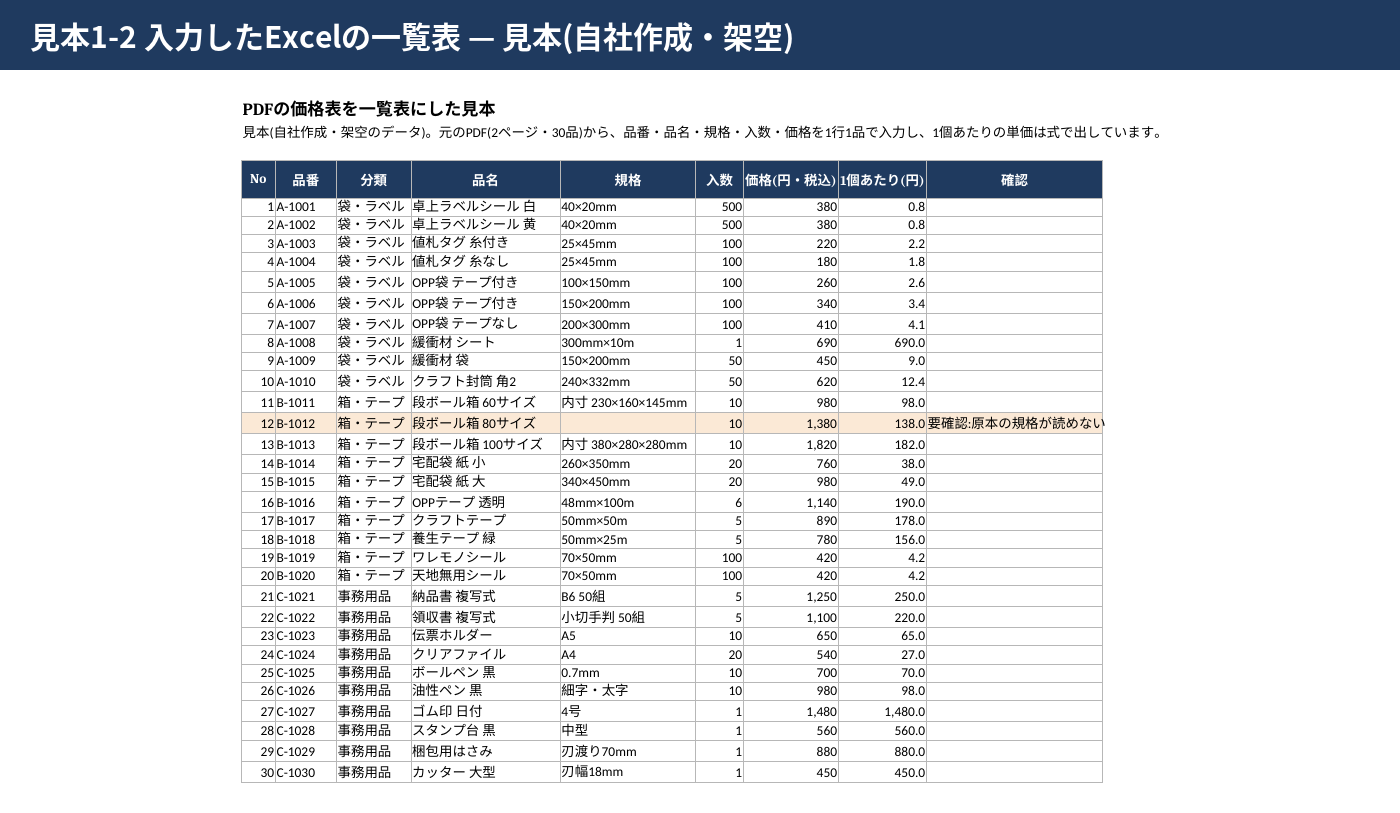 見本1-2 入力したExcelの一覧表 — 見本(自社作成・架空)
PDFの価格表を一覧表にした見本
見本(自社作成・架空のデータ)。元のPDF(2ページ・30品)から、品番・品名・規格・入数・価格を1行1品で入力し、1個あたりの単価は式で出しています。
No 品番 分類 品名 規格 入数 価格(円・税込) 1個あたり(円) 確認
1 A-1001 袋・ラベル 卓上ラベルシール 白 40×20mm 500 380 0.8
2 A-1002 袋・ラベル 卓上ラベルシール 黄 40×20mm 500 380 0.8
3 A-1003 袋・ラベル 値札タグ 糸付き 25×45mm 100 220 2.2
4 A-1004 袋・ラベル 値札タグ 糸なし 25×45mm 100 180 1.8
5 A-1005 袋・ラベル OPP袋 テープ付き 100×150mm 100 260 2.6
6 A-1006 袋・ラベル OPP袋 テープ付き 150×200mm 100 340 3.4
7 A-1007 袋・ラベル OPP袋 テープなし 200×300mm 100 410 4.1
8 A-1008 袋・ラベル 緩衝材 シート 300mm×10m 1 690 690.0
9 A-1009 袋・ラベル 緩衝材 袋 150×200mm 50 450 9.0
10 A-1010 袋・ラベル クラフト封筒 角2 240×332mm 50 620 12.4
11 B-1011 箱・テープ 段ボール箱 60サイズ 内寸 230×160×145mm 10 980 98.0
12 B-1012 箱・テープ 段ボール箱 80サイズ 10 1,380 138.0 要確認:原本の規格が読めない
13 B-1013 箱・テープ 段ボール箱 100サイズ 内寸 380×280×280mm 10 1,820 182.0
14 B-1014 箱・テープ 宅配袋 紙 小 260×350mm 20 760 38.0
15 B-1015 箱・テープ 宅配袋 紙 大 340×450mm 20 980 49.0
16 B-1016 箱・テープ OPPテープ 透明 48mm×100m 6 1,140 190.0
17 B-1017 箱・テープ クラフトテープ 50mm×50m 5 890 178.0
18 B-1018 箱・テープ 養生テープ 緑 50mm×25m 5 780 156.0
19 B-1019 箱・テープ ワレモノシール 70×50mm 100 420 4.2
20 B-1020 箱・テープ 天地無用シール 70×50mm 100 420 4.2
21 C-1021 事務用品 納品書 複写式 B6 50組 5 1,250 250.0
22 C-1022 事務用品 領収書 複写式 小切手判 50組 5 1,100 220.0
23 C-1023 事務用品 伝票ホルダー A5 10 650 65.0
24 C-1024 事務用品 クリアファイル A4 20 540 27.0
25 C-1025 事務用品 ボールペン 黒 0.7mm 10 700 70.0
26 C-1026 事務用品 油性ペン 黒 細字・太字 10 980 98.0
27 C-1027 事務用品 ゴム印 日付 4号 1 1,480 1,480.0
28 C-1028 事務用品 スタンプ台 黒 中型 1 560 560.0
29 C-1029 事務用品 梱包用はさみ 刃渡り70mm 1 880 880.0
30 C-1030 事務用品 カッター 大型 刃幅18mm 1 450 450.0